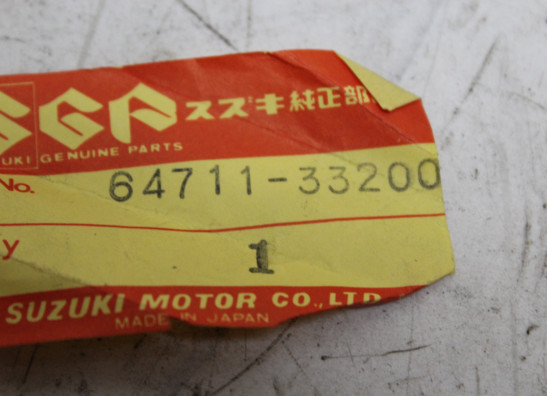 SGP スズキ純正部
UKI GENUINE PARTS
No. 64711-33200
y 1
SUZUKI MOTOR CO., LTD
MADE IN JAPAN